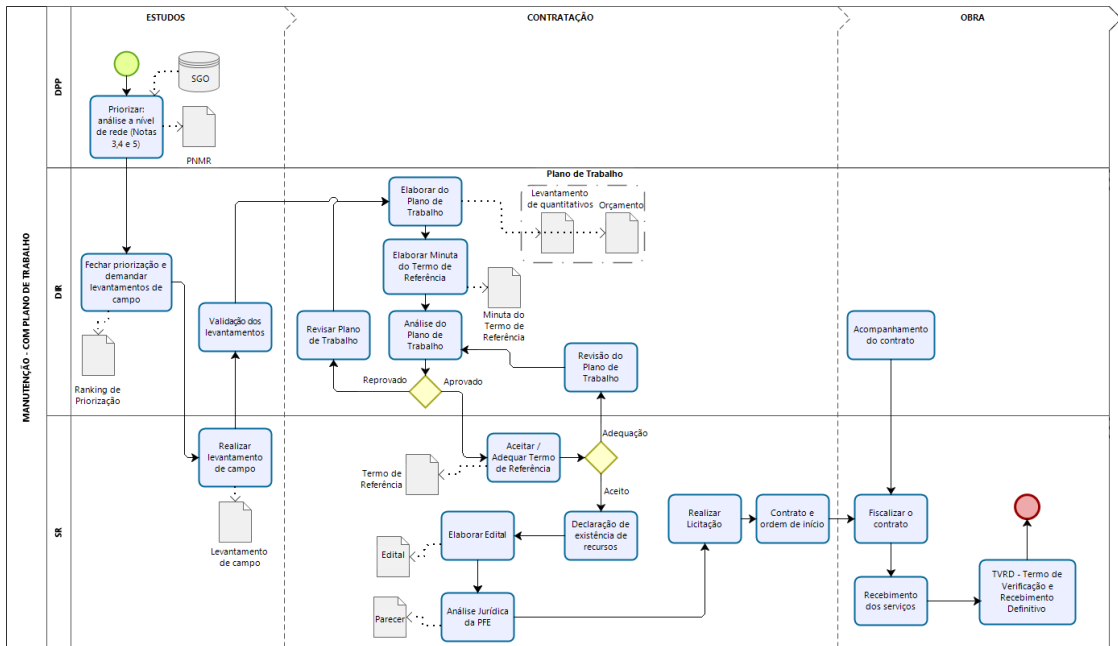 ESTUDOS
CONTRATAÇÃO
OBRA
MANUTENÇÃO - COM PLANO DE TRABALHO
DPP
SGO
Priorizar:
análise a nível
de rede (Notas
3,4 e 5)
PNMR
DIR
Fechar priorização e
demandar
levantamentos de
campo
Ranking de
Priorização
Validação dos
levantamentos
Elaborar do
Plano de
Trabalho
Plano de Trabalho
Levantamento
de quantitativos
Orçamento
Elaborar Minuta
do Termo de
Referência
Minuta do
Termo de
Referência
Revisar Plano
de Trabalho
Análise do
Plano de
Trabalho
Reprovado
Aprovado
Revisão do
Plano de
Trabalho
Acompanhamento
do contrato
SR
Realizar
levantamento
de campo
Levantamento
de campo
Aceitar /
Adequar Termo
de Referência
Termo de
Referência
Adequação
Aceito
Declaração de
existência de
recursos
Elaborar Edital
Edital
Análise Jurídica
da PFE
Parecer
Realizar
Licitação
Contrato e
ordem de início
Fiscalizar o
contrato
Recebimento
dos serviços
TVRD - Termo de
Verificação e
Recebimento
Definitivo